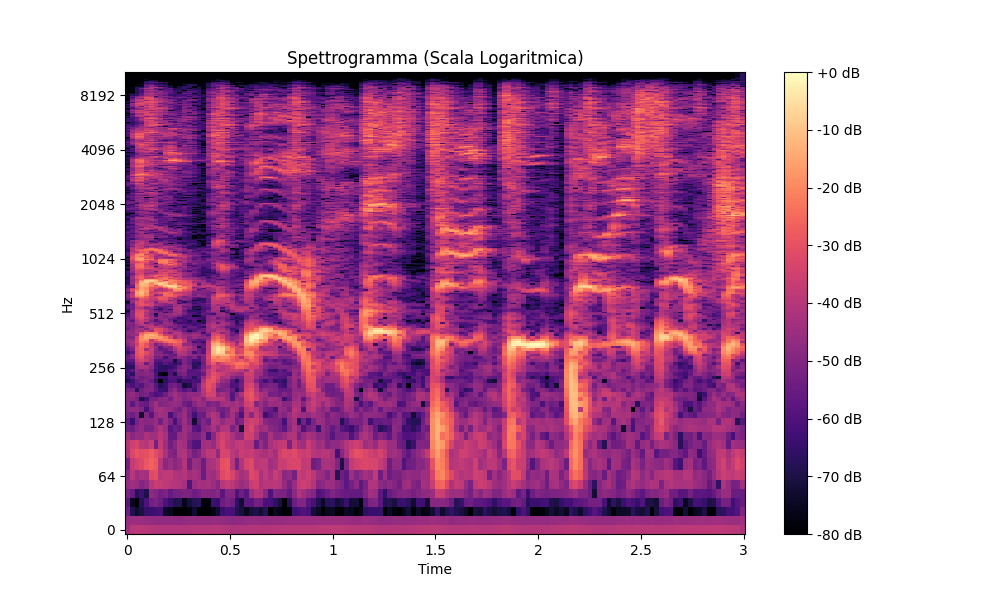 Spettrogramma (Scala Logaritmica)
Hz
8192
4096
2048
1024
512
256
128
64
0
0
0.5
1
1.5
2
2.5
3
Time
+0 dB
-10 dB
-20 dB
-30 dB
-40 dB
-50 dB
-60 dB
-70 dB
-80 dB